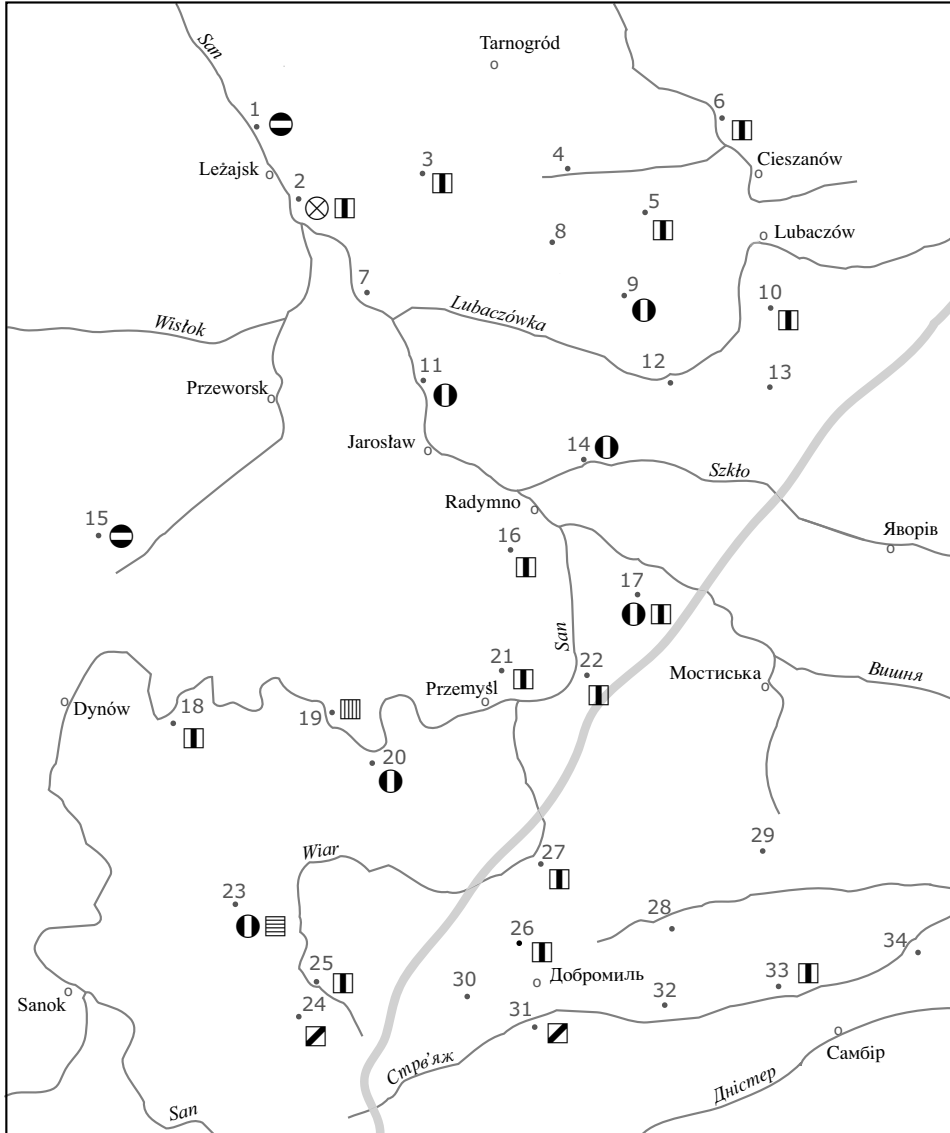 San
Tarnogród
6
1
3
4
Cieszanów
Leżajsk
2
5
8
Lubaczów
7
9
10
Lubaczówka
Wisłok
11
12
13
Przeworsk
14
Jarosław
Szkło
Radymno
15
Яворів
16
17
San
21
22
Мостиська
Вишня
Przemyśl
Dynów
18
19
20
29
Wiar
27
23
28
26
34
25
33
Добромиль
Sanok
30
24
32
31
Самбір
Стрв'яж
Дністер
San